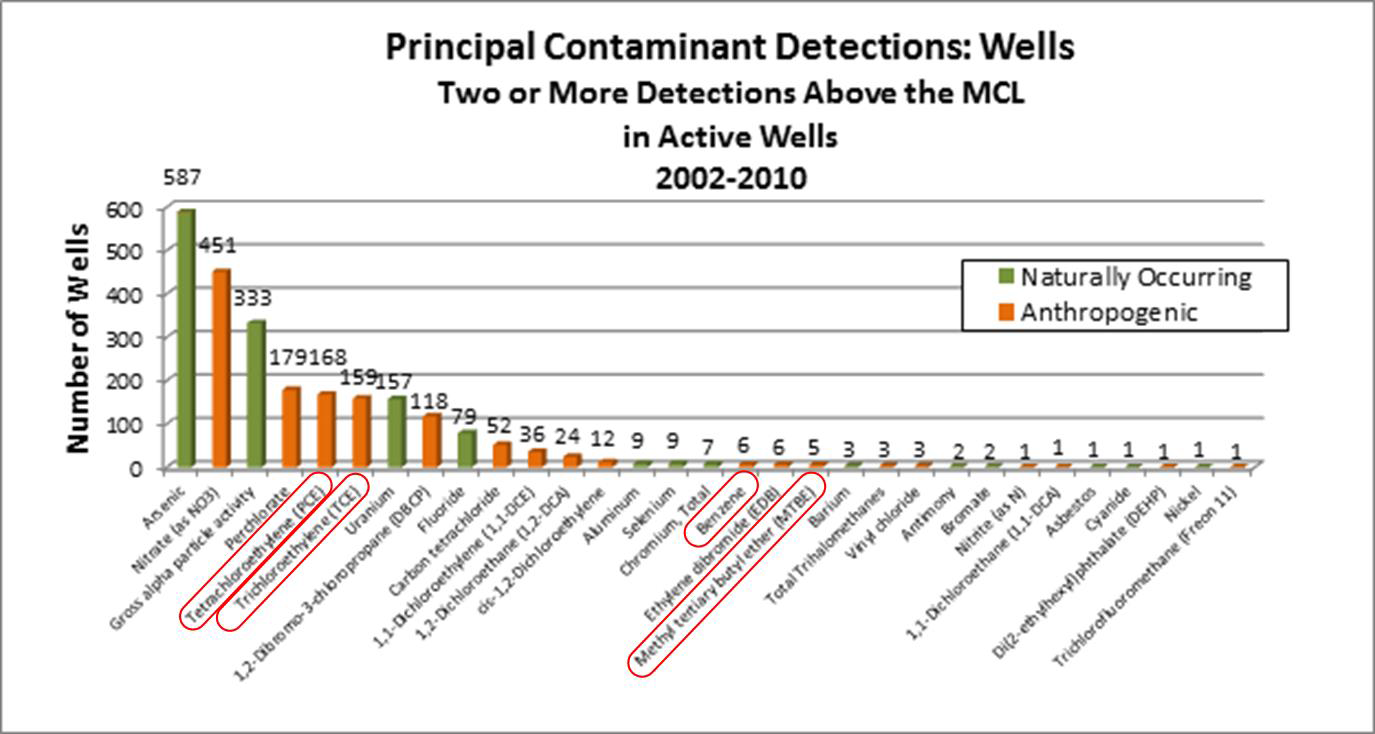 Principal Contaminant Detections: Wells
Two or More Detections Above the MCL
in Active Wells
2002-2010
Number of Wells
600
500
400
300
200
100
0
587
451
333
179
168
159
157
118
79
52
36
24
12
9
9
7
6
6
5
3
3
3
2
2
1
1
1
1
1
1
1
Naturally Occurring
Anthropogenic
Arsenic
Nitrate (as NO3)
Gross alpha particle activity
Perchlorate
Tetrachloroethylene (PCE)
Trichloroethylene (TCE)
Uranium
1,2-Dibromo-3-chloropropane (DBCP)
Fluoride
Carbon tetrachloride
1,1-Dichloroethylene (1,1-DCE)
1,2-Dichloroethane (1,2-DCA)
cis-1,2-Dichloroethylene
Aluminum
Selenium
Chromium, Total
Benzene
Ethylene dibromide (EDB)
Methyl tertiary butyl ether (MTBE)
Barium
Total Trihalomethanes
Vinyl chloride
Antimony
Bromate
Nitrite (as N)
1,1-Dichloroethane (1,1-DCA)
Asbestos
Cyanide
Di(2-ethylhexyl)phthalate (DEHP)
Nickel
Trichlorofluoromethane (Freon 11)